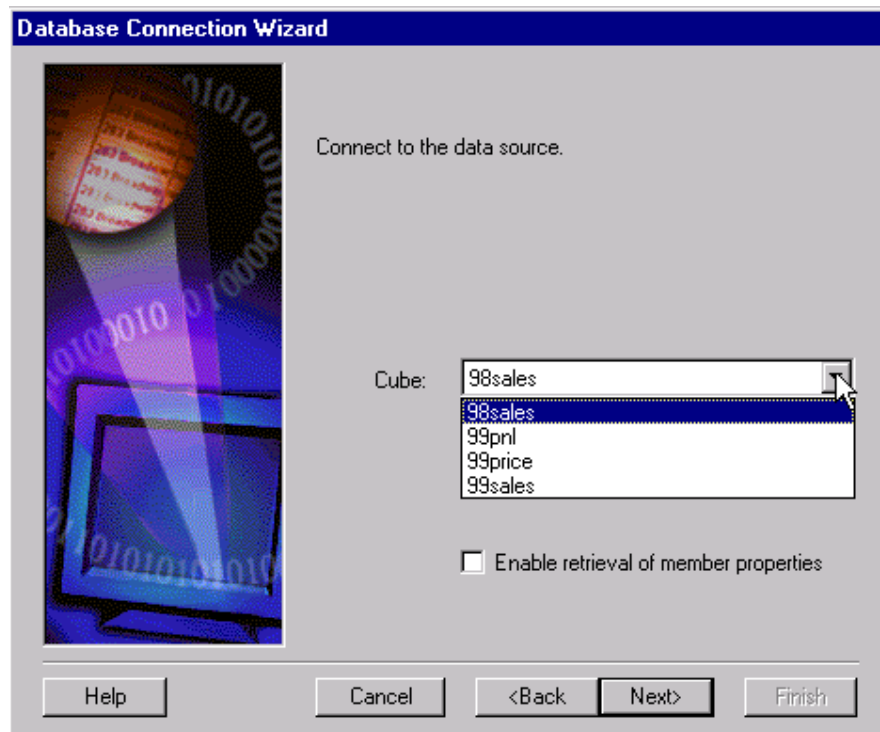 Database Connection Wizard
Connect to the data source.
Cube: 98sales
98sales
99pnl
99price
99sales
Enable retrieval of member properties
Help Cancel <Back Next> Finish